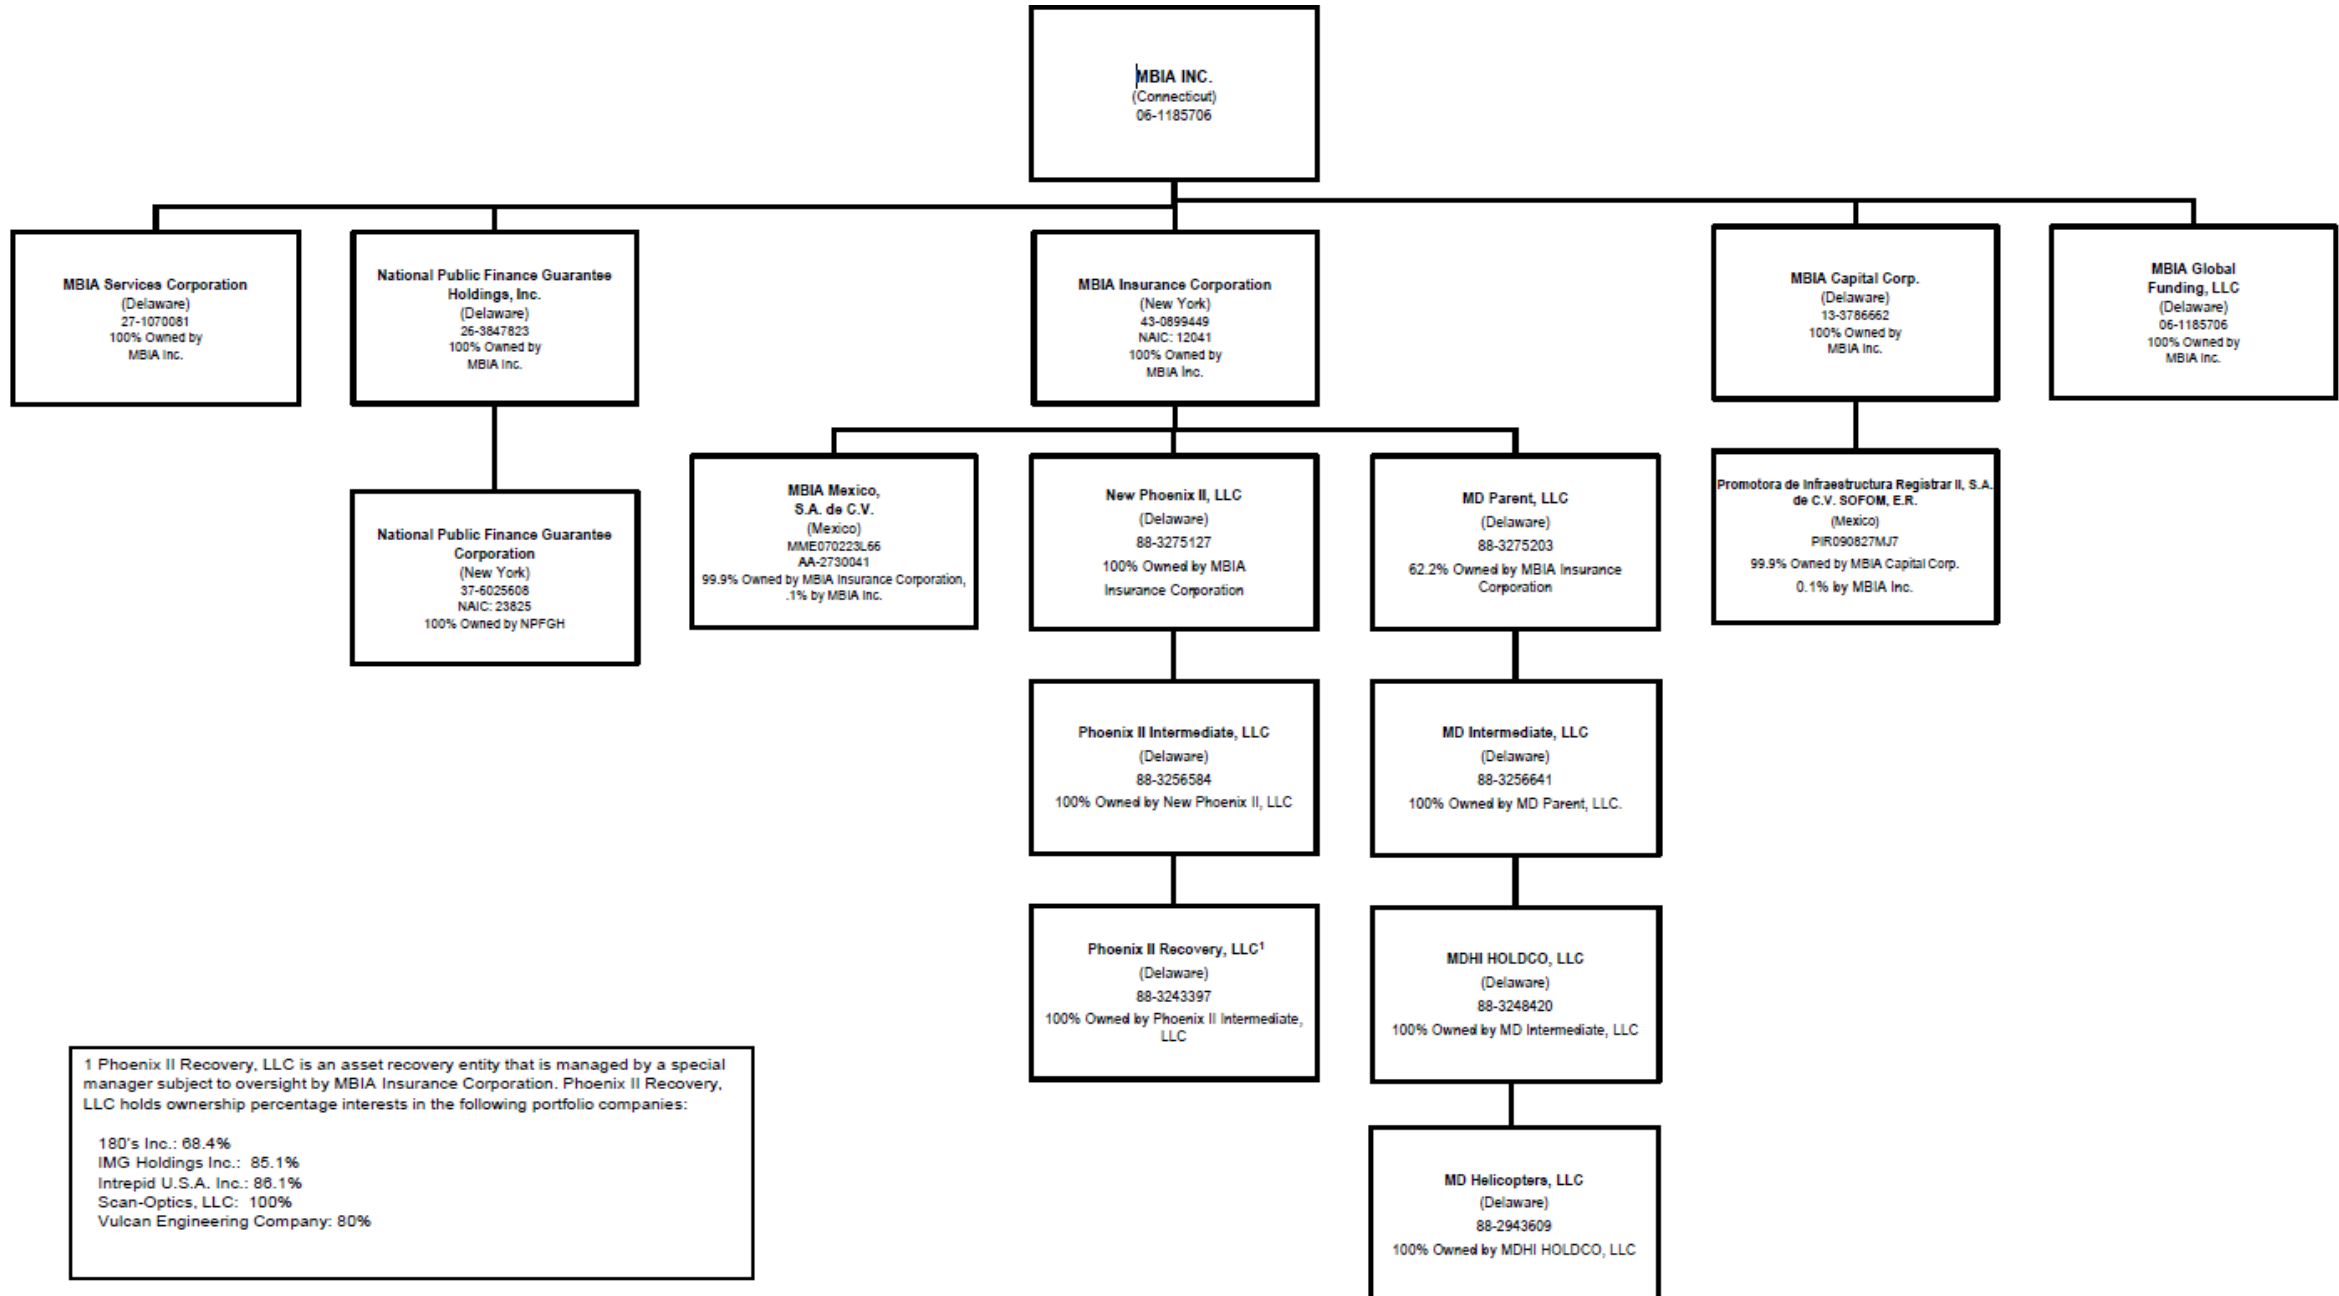 MBIA INC.
(Connecticut)
06-1185706
MBIA Services Corporation
(Delaware)
27-1070081
100% Owned by
MBIA Inc.
National Public Finance Guarantee
Holdings, Inc.
(Delaware)
26-3847823
100% Owned by
MBIA Inc.
MBIA Insurance Corporation
(New York)
43-0899449
NAIC: 12041
100% Owned by
MBIA Inc.
MBIA Capital Corp.
(Delaware)
13-3786662
100% Owned by
MBIA Inc.
MBIA Global
Funding, LLC
(Delaware)
06-1185706
100% Owned by
MBIA Inc.
National Public Finance Guarantee
Corporation
(New York)
37-6025608
NAIC: 23825
100% Owned by NPFGH
MBIA Mexico,
S.A. de C.V.
(Mexico)
MME070223L66
AA-2730041
99.9% Owned by MBIA Insurance Corporation,
.1% by MBIA Inc.
New Phoenix II, LLC
(Delaware)
88-3275127
100% Owned by MBIA
Insurance Corporation
MD Parent, LLC
(Delaware)
88-3275203
62.2% Owned by MBIA Insurance
Corporation
Promotora de Infraestructura Registrar II, S.A.
de C.V. SOFOM, E.R.
(Mexico)
PIR090827MJ7
99.9% Owned by MBIA Capital Corp.
0.1% by MBIA Inc.
Phoenix II Intermediate, LLC
(Delaware)
88-3256584
100% Owned by New Phoenix II, LLC
MD Intermediate, LLC
(Delaware)
88-3256641
100% Owned by MD Parent, LLC.
Phoenix II Recovery, LLC¹
(Delaware)
88-3243397
100% Owned by Phoenix II Intermediate,
LLC
MDHI HOLDCO, LLC
(Delaware)
88-3248420
100% Owned by MD Intermediate, LLC
MD Helicopters, LLC
(Delaware)
88-2943609
100% Owned by MDHI HOLDCO, LLC
1 Phoenix II Recovery, LLC is an asset recovery entity that is managed by a special
manager subject to oversight by MBIA Insurance Corporation. Phoenix II Recovery,
LLC holds ownership percentage interests in the following portfolio companies:
180's Inc.: 68.4%
IMG Holdings Inc.: 85.1%
Intrepid U.S.A. Inc.: 86.1%
Scan-Optics, LLC: 100%
Vulcan Engineering Company: 80%